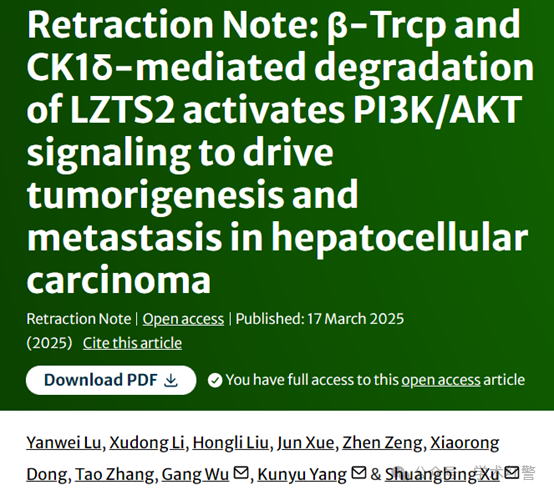 Retraction Note: β-Trcp and
CK1δ-mediated degradation
of LZTS2 activates PI3K/AKT
signaling to drive
tumorigenesis and
metastasis in hepatocellular
carcinoma
Retraction Note | Open access | Published: 17 March 2025
(2025) Cite this article
Download PDF You have full access to this open access article
Yanwei Lu, Xudong Li, Hongli Liu, Jun Xue, Zhen Zeng, Xiaorong
Dong, Tao Zhang, Gang Wu, Kunyu Yang & Shuangbing Xu